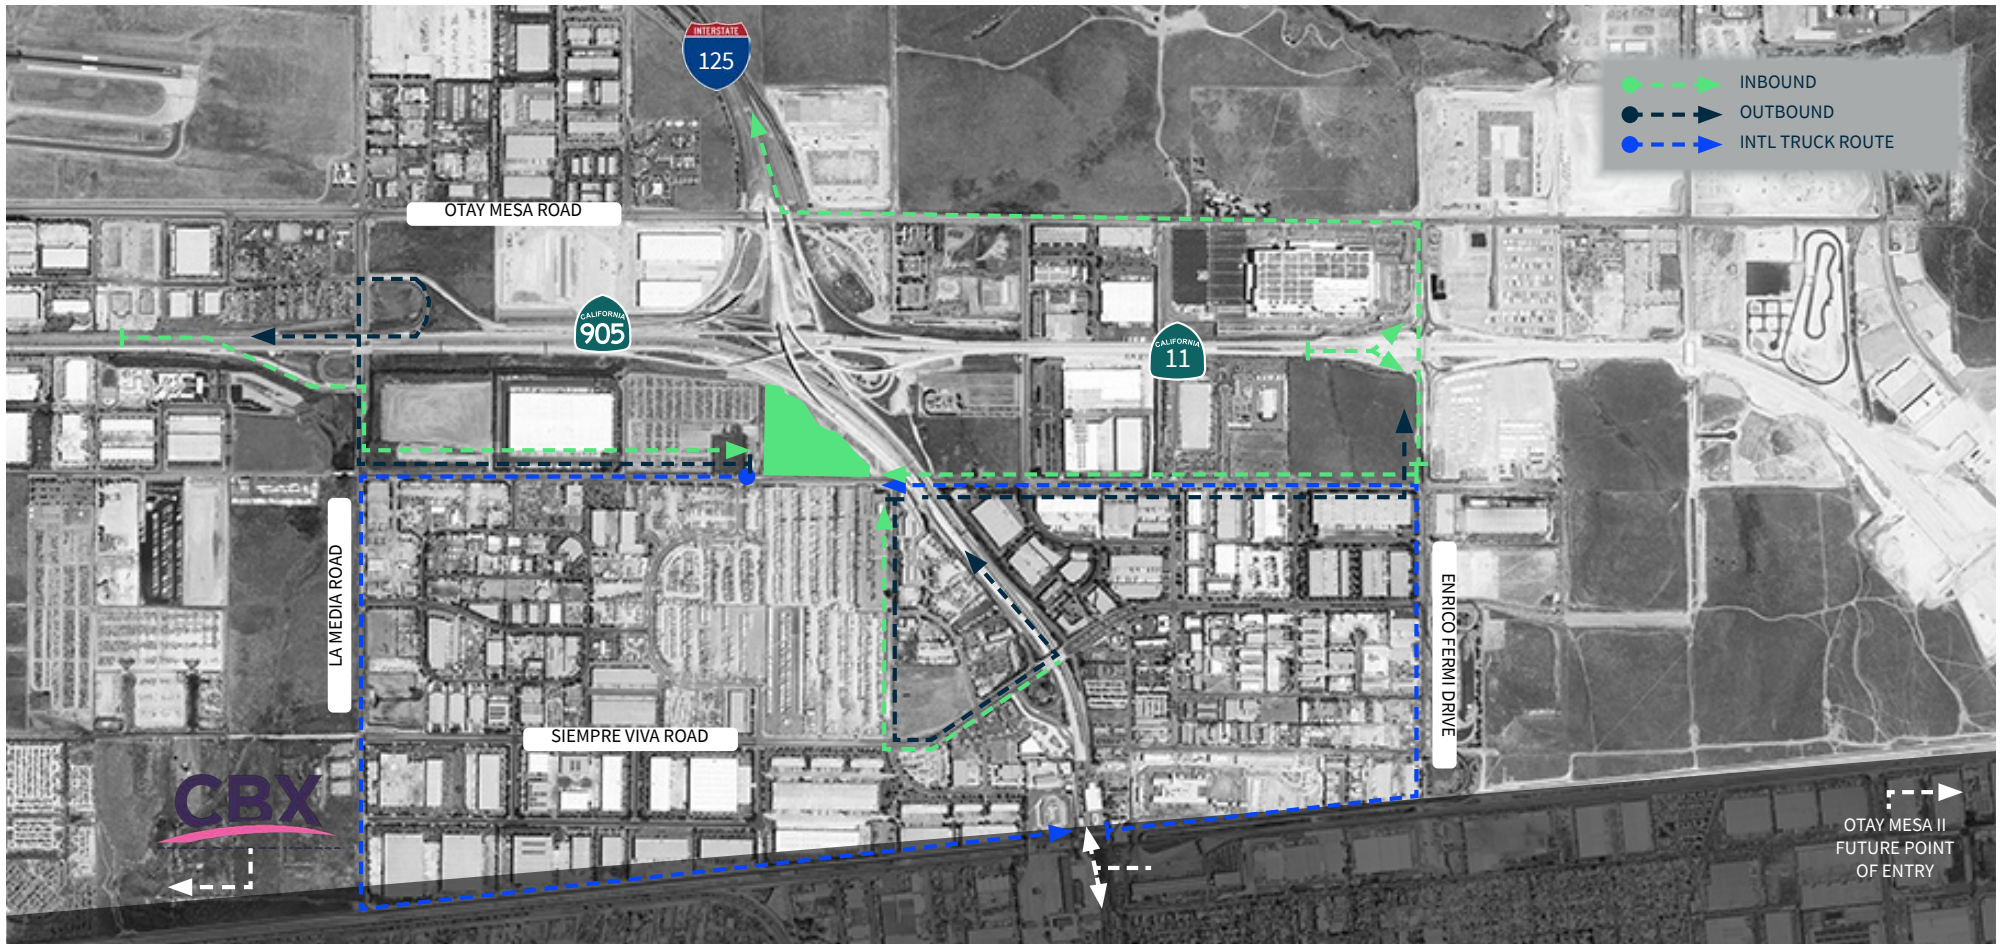 INTERSTATE
125
INBOUND
OUTBOUND
INTL TRUCK ROUTE
OTAY MESA ROAD
CALIFORNIA
905
CALIFORNIA
11
LA MEDIA ROAD
ENRICO FERMI DRIVE
SIEMPRE VIVA ROAD
CBX
OTAY MESA II
FUTURE POINT
OF ENTRY